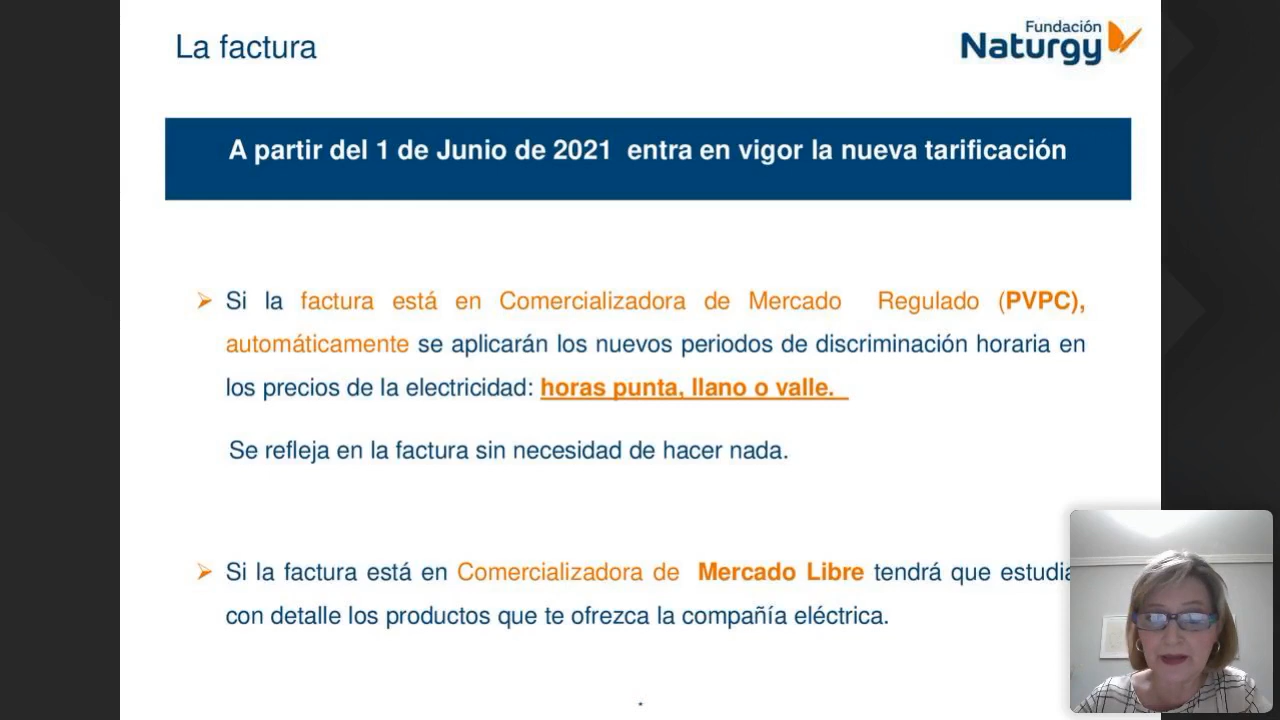 La factura
Fundación
Naturgy
A partir del 1 de Junio de 2021 entra en vigor la nueva tarificación
Si la factura está en Comercializadora de Mercado Regulado (PVPC),
automáticamente se aplicarán los nuevos periodos de discriminación horaria en
los precios de la electricidad: horas punta, llano o valle.
Se refleja en la factura sin necesidad de hacer nada.
Si la factura está en Comercializadora de Mercado Libre tendrá que estudia
con detalle los productos que te ofrezca la compañía eléctrica.